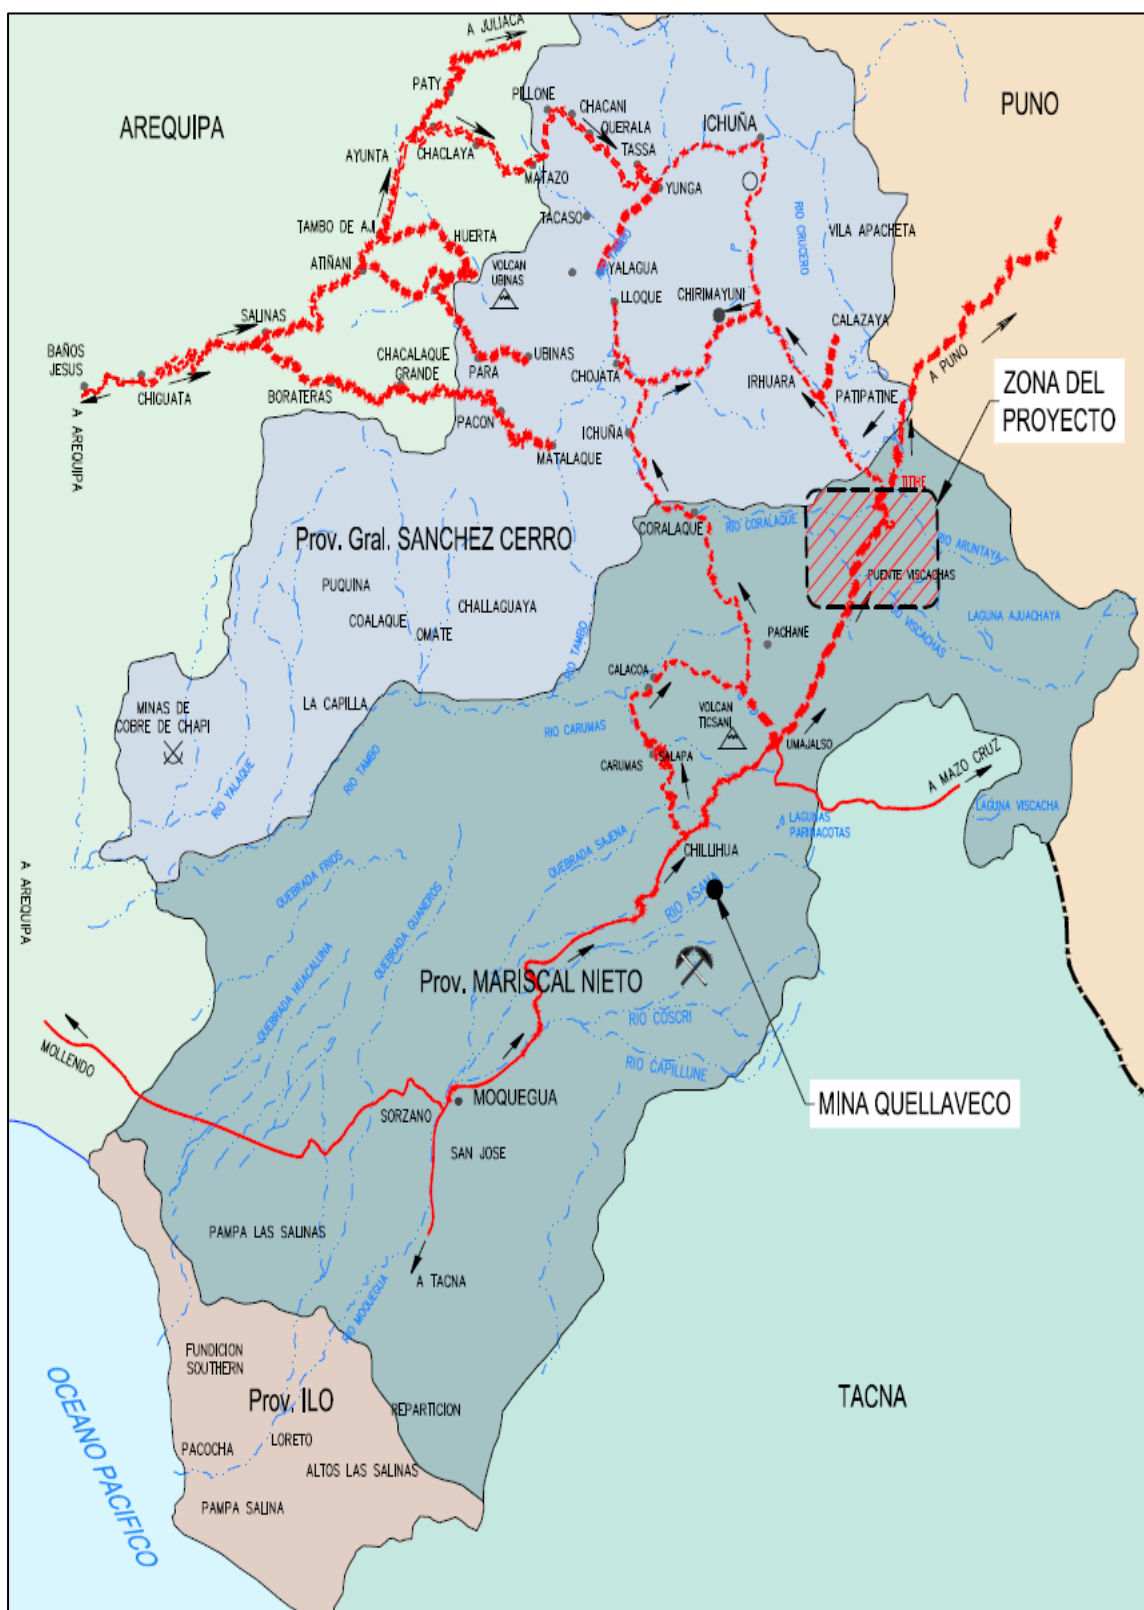 A JULIACA
PATY
PILLONE
CHACANI
QUERALA
TASSA
ICHUÑA
PUNO
AREQUIPA
AYUNTA
CHACLAYA
MATAZO
YUNGA
TACASO
RIO TAMBO
RIO CRUCERO
VILA APACHETA
TAMBO DE AJI
HUERTA
ATIÑANI
VOLCAN
UBINAS
YALAGUA
LLOQUE
CHIRIMAYUNI
CALAZAYA
SALINAS
BAÑOS
JESUS
CHIGUATA
CHACALAQUE
GRANDE
BORATERAS
PARA
UBINAS
CHOJATA
IRHUARA
PATIPATINE
A PUNO
ZONA DEL
PROYECTO
A AREQUIPA
PACON
MATALAQUE
ICHUÑA
TITRE
CORALAQUE
RIO CORALAQUE
RIO ARUNTAYA
Prov. Gral. SANCHEZ CERRO
PUQUINA
CHALLAGUAYA
COALAQUE
OMATE
PUENTE VISCACHAS
RIO VISCACHAS
LAGUNA AJUACHAYA
PACHANE
RIO TAMBO
CALACOA
LA CAPILLA
MINAS DE
COBRE DE CHAPI
RIO CARUMAS
VOLCAN
TICSANI
UMAJALSO
CARUMAS
SALAPA
RIO TAMBO
RIO YALAQUE
A MAZO CRUZ
LAGUNA VISCACHA
LAGUNAS
PARINACOTAS
CHILLIHUA
QUEBRADA SAJENA
QUEBRADA FRIOS
QUEBRADA GUANEROS
RIO ASANA
A AREQUIPA
QUEBRADA HUACALUNA
Prov. MARISCAL NIETO
RIO COSCRI
RIO CAPILLUNE
MOLLENDO
MOQUEGUA
MINA QUELLAVECO
SORZANO
SAN JOSE
PAMPA LAS SALINAS
A TACNA
RIO MOQUEGUA
FUNDICION
SOUTHERN
Prov. ILO
REPARTICION
TACNA
LORETO
PACOCHA
ALTOS LAS SALINAS
PAMPA SALINA
OCEANO PACIFICO